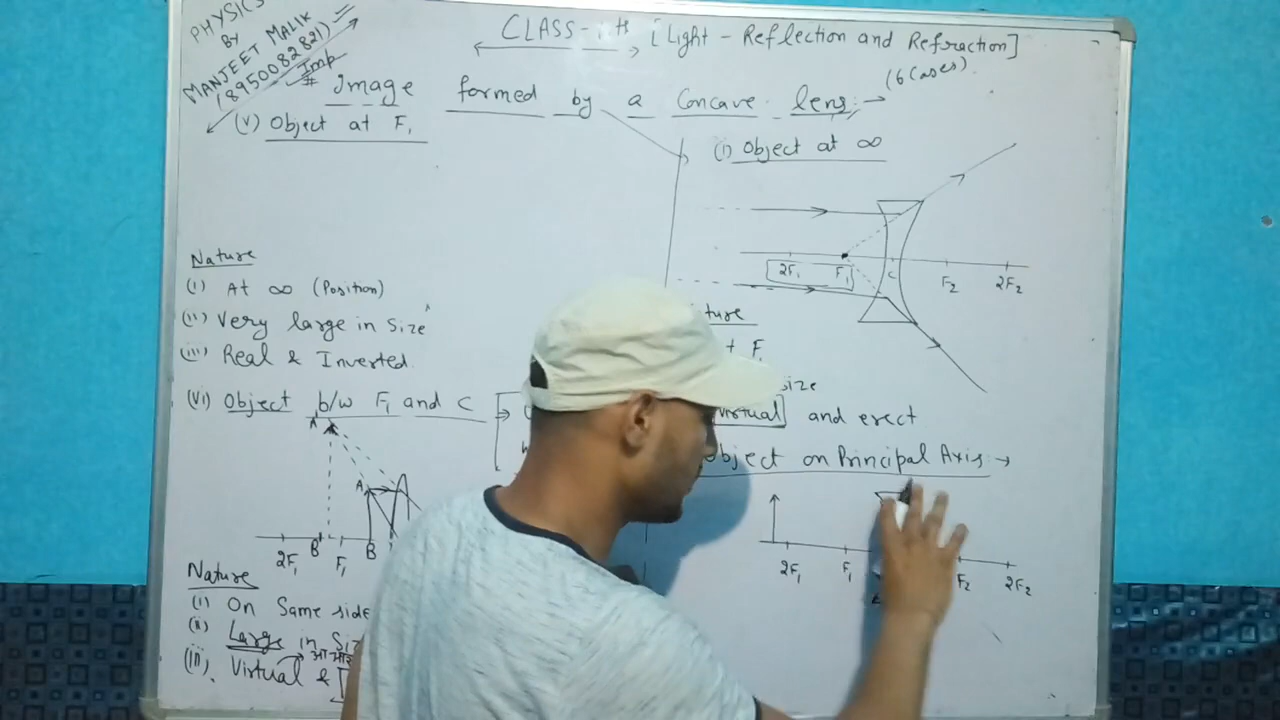 PHYSICS
BY
MANJEET MALIK
(8950082821)
CLASS- [Light - Reflection and Refraction]
Imp
# Image formed by a Concave lens → (6 Cases)
(V) Object at F₁
Nature
(i) At ∞ (Position)
(ii) Very large in Size
(iii) Real & Inverted
(VI) Object b/w F₁ and C
A'
A
2F₁ B' F₁ B
Nature
(i) On Same side
(ii) Large in
(iii) Virtual &
(i) Object at ∞
2F₁ F₁ C F₂ 2F₂
F₁
and erect
Object on Principal Axis →
2F₁ F₁ F₂ 2F₂